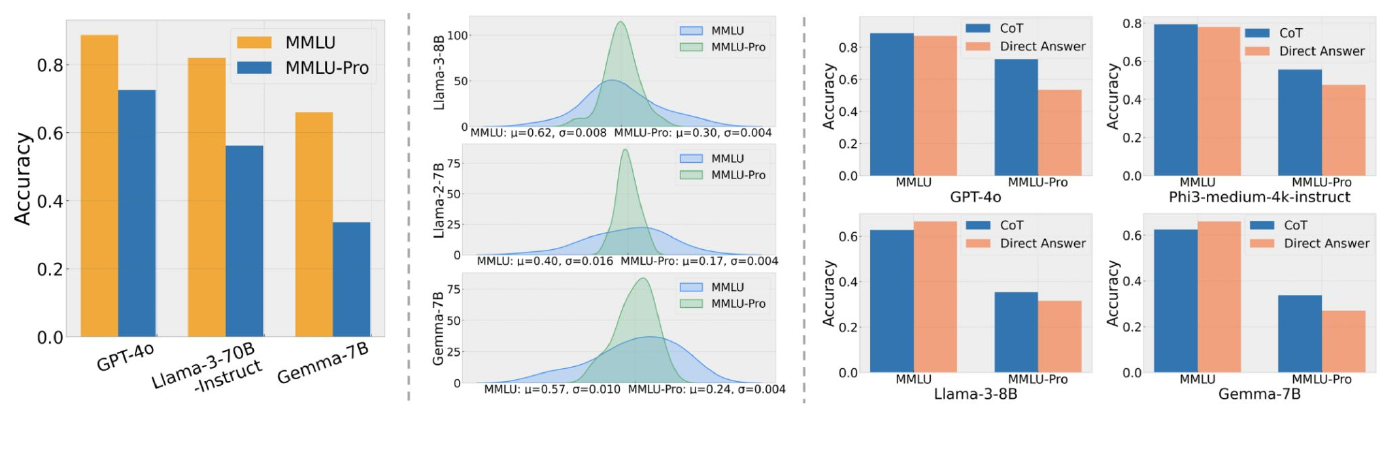 Accuracy
0.8
0.6
0.4
0.2
0.0
MMLU
MMLU-Pro
GPT-4o
Llama-3-70B
-Instruct
Gemma-7B
Llama-3-8B
100
50
0
MMLU
MMLU-Pro
MMLU: μ=0.62, σ=0.008 MMLU-Pro: μ=0.30, σ=0.004
Llama-2-7B
75
50
25
0
MMLU
MMLU-Pro
MMLU: μ=0.40, σ=0.016 MMLU-Pro: μ=0.17, σ=0.004
Gemma-7B
75
50
25
0
MMLU
MMLU-Pro
MMLU: μ=0.57, σ=0.010 MMLU-Pro: μ=0.24, σ=0.004
Accuracy
0.8
0.6
0.4
0.2
0.0
CoT
Direct Answer
MMLU MMLU-Pro
GPT-4o
Accuracy
0.8
0.6
0.4
0.2
0.0
CoT
Direct Answer
MMLU MMLU-Pro
Phi3-medium-4k-instruct
Accuracy
0.6
0.4
0.2
0.0
CoT
Direct Answer
MMLU MMLU-Pro
Llama-3-8B
Accuracy
0.6
0.4
0.2
0.0
CoT
Direct Answer
MMLU MMLU-Pro
Gemma-7B